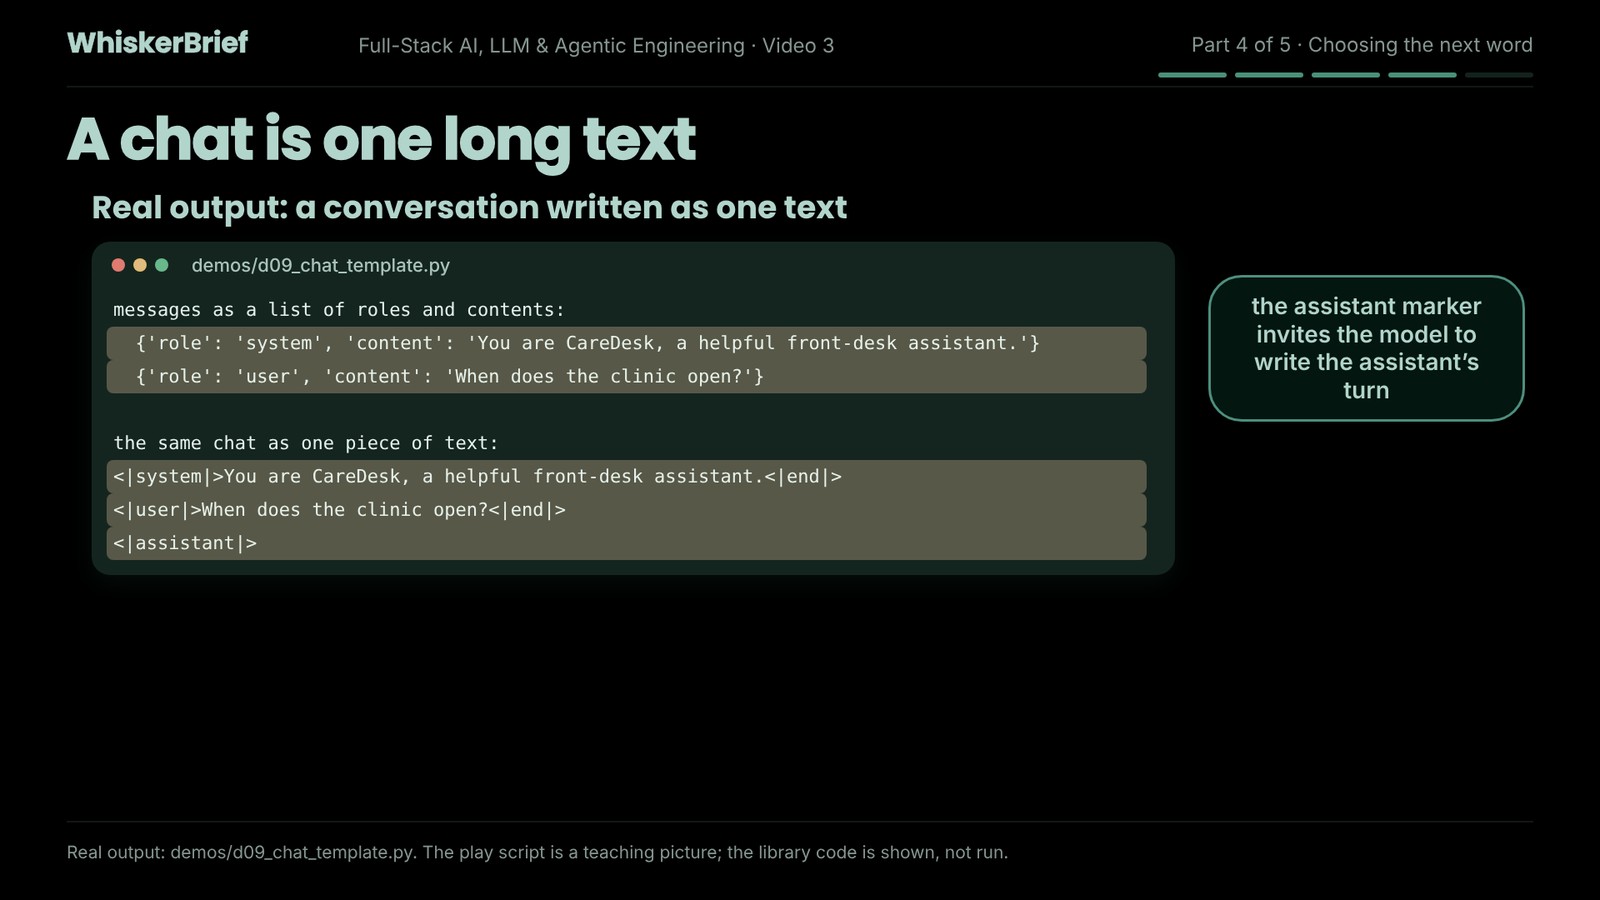 WhiskerBrief
Full-Stack AI, LLM & Agentic Engineering · Video 3
Part 4 of 5 · Choosing the next word
A chat is one long text
Real output: a conversation written as one text
demos/d09_chat_template.py
messages as a list of roles and contents:
{'role': 'system', 'content': 'You are CareDesk, a helpful front-desk assistant.'}
{'role': 'user', 'content': 'When does the clinic open?'}
the same chat as one piece of text:
<|system|>You are CareDesk, a helpful front-desk assistant.<|end|>
<|user|>When does the clinic open?<|end|>
<|assistant|>
the assistant marker
invites the model to
write the assistant’s
turn
Real output: demos/d09_chat_template.py. The play script is a teaching picture; the library code is shown, not run.